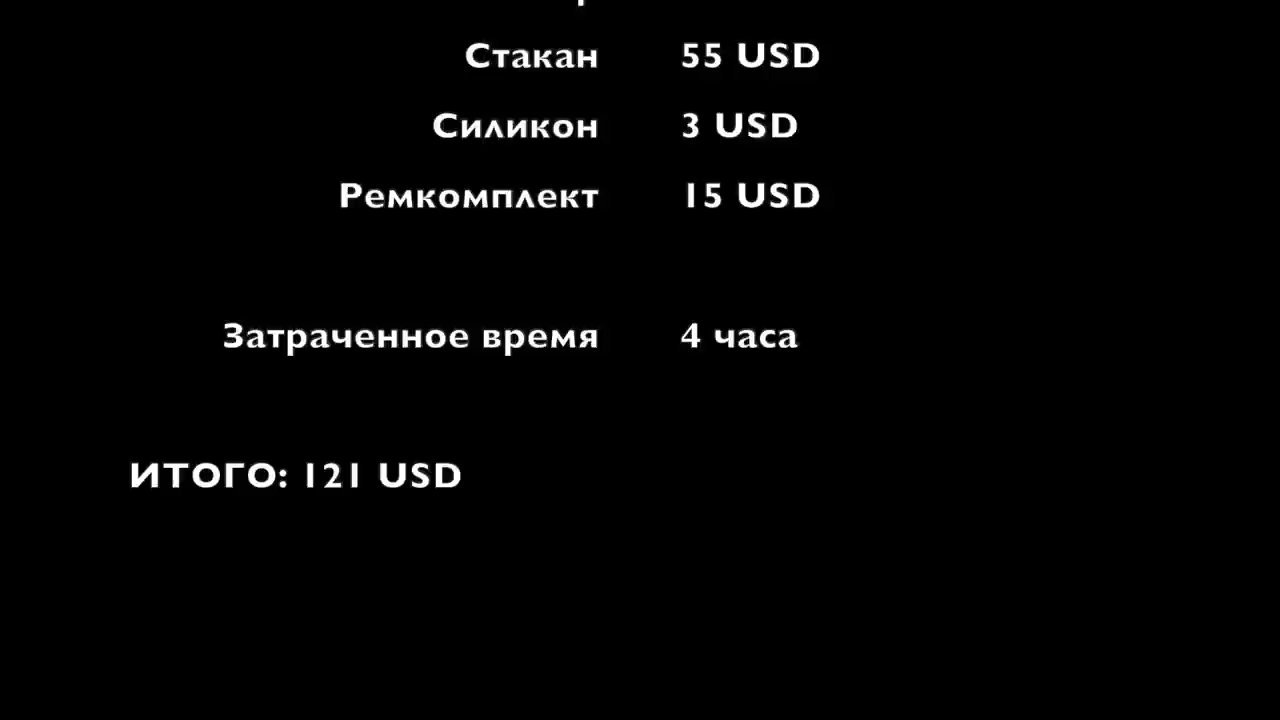 Стакан 55 USD
Силикон 3 USD
Ремкомплект 15 USD
Затраченное время 4 часа
ИТОГО: 121 USD